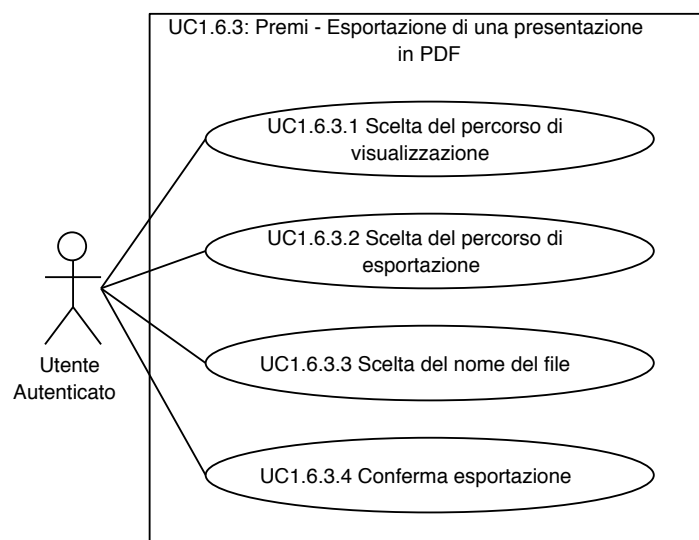 UC1.6.3: Premi - Esportazione di una presentazione
in PDF
UC1.6.3.1 Scelta del percorso di
visualizzazione
UC1.6.3.2 Scelta del percorso di
esportazione
UC1.6.3.3 Scelta del nome del file
UC1.6.3.4 Conferma esportazione
Utente
Autenticato